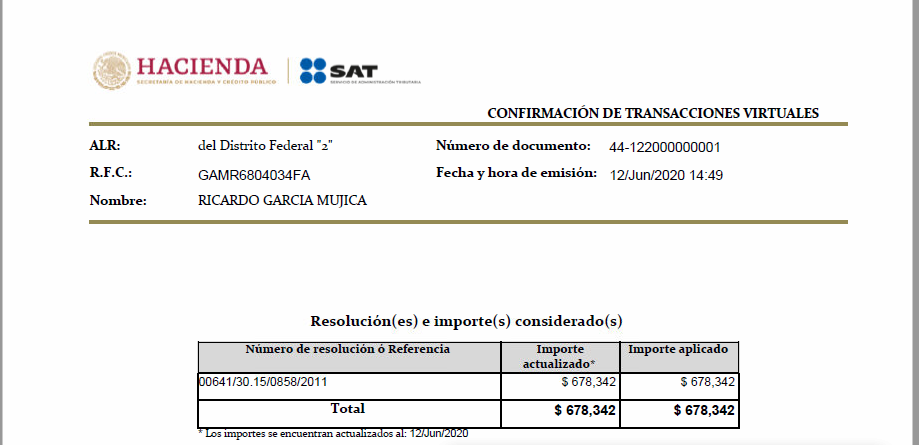 HACIENDA
SECRETARÍA DE HACIENDA Y CRÉDITO PÚBLICO
SAT
SERVICIO DE ADMINISTRACIÓN TRIBUTARIA
CONFIRMACIÓN DE TRANSACCIONES VIRTUALES
ALR: del Distrito Federal "2" Número de documento: 44-122000000001
R.F.C.: GAMR6804034FA Fecha y hora de emisión: 12/Jun/2020 14:49
Nombre: RICARDO GARCIA MUJICA
Resolución(es) e importe(s) considerado(s)
Número de resolución ó Referencia Importe actualizado* Importe aplicado
00641/30.15/0858/2011 $ 678,342 $ 678,342
Total $ 678,342 $ 678,342
* Los importes se encuentran actualizados al: 12/Jun/2020